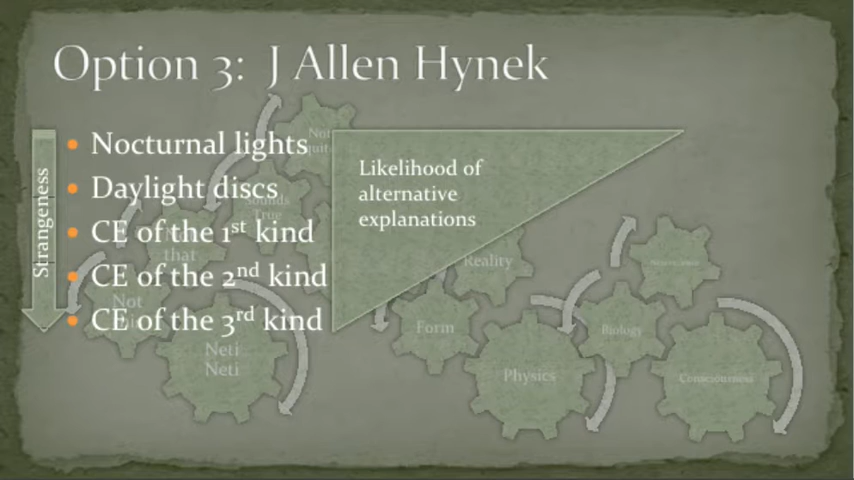 Option 3: J Allen Hynek
Strangeness
• Nocturnal lights
• Daylight discs
• CE of the 1st kind
• CE of the 2nd kind
• CE of the 3rd kind
Likelihood of
alternative
explanations
Not
Sounds
True
that
Not
Neti
Neti
Reality
Form
Physics
Biology
Consciousness